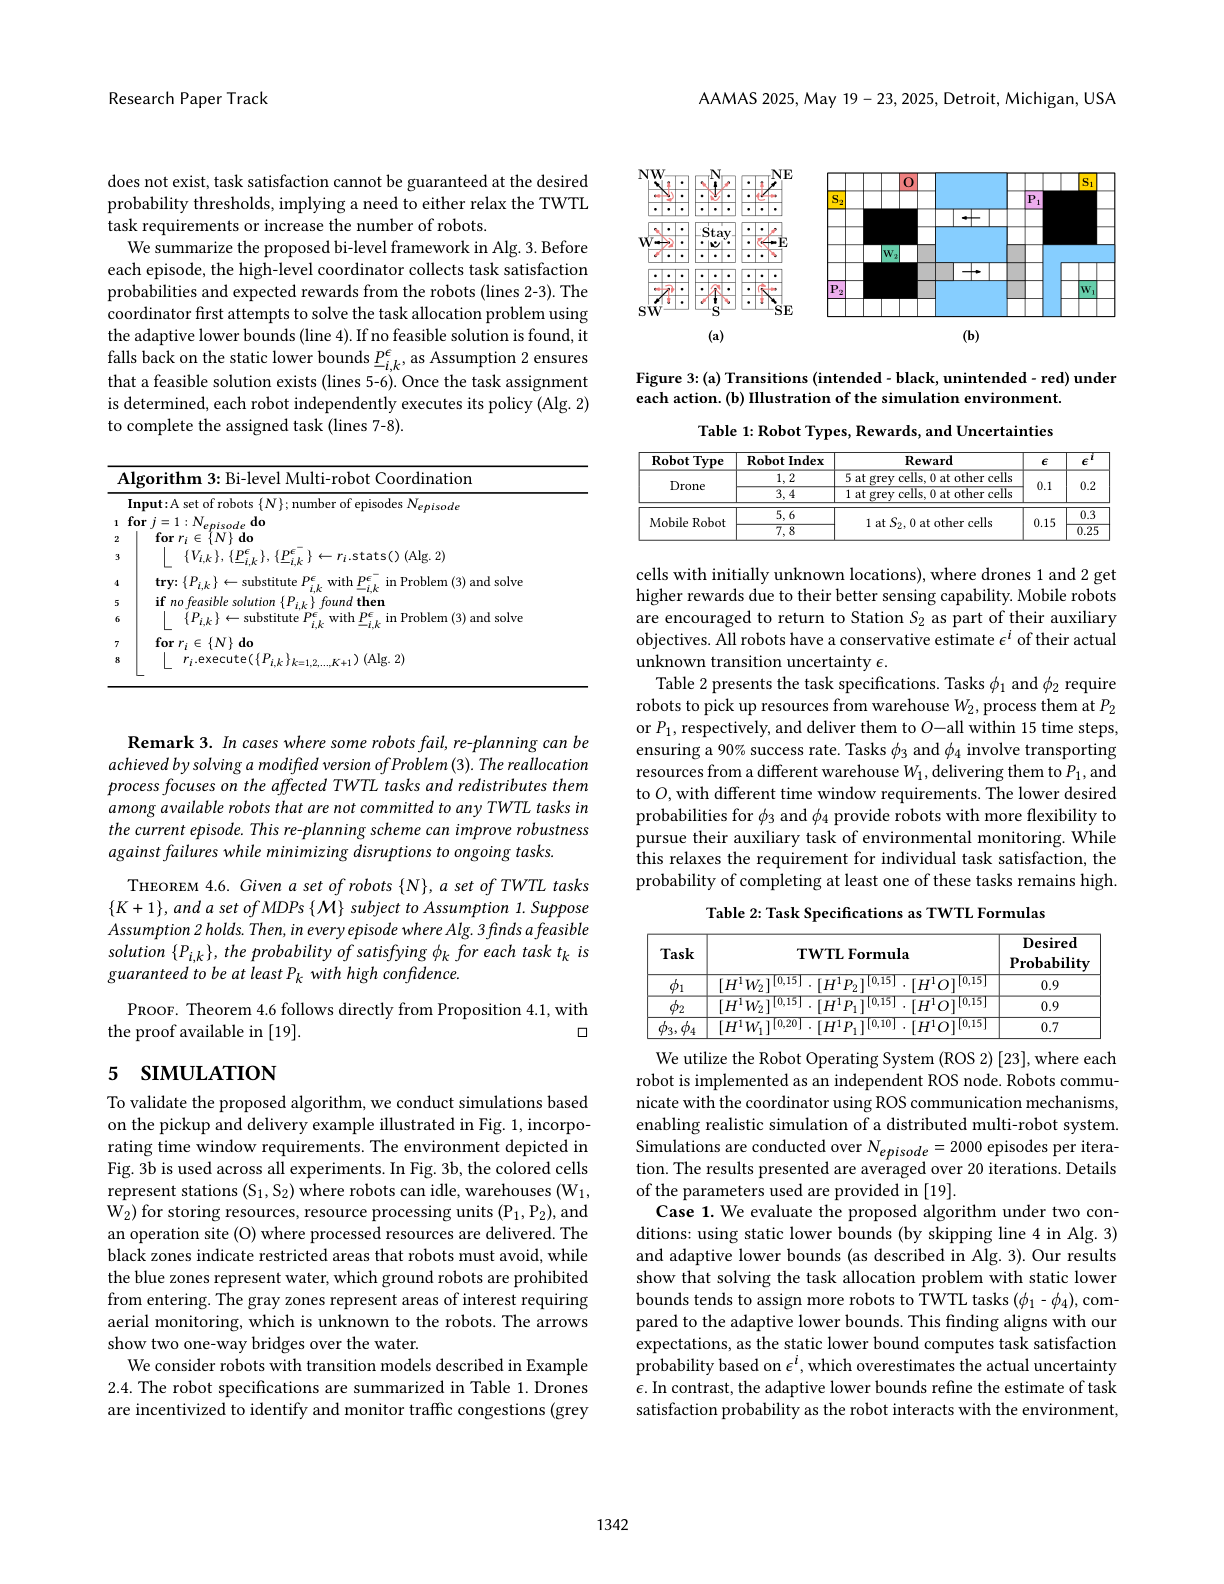 Research Paper Track
AAMAS 2025, May 19 – 23, 2025, Detroit, Michigan, USA
does not exist, task satisfaction cannot be guaranteed at the desired
probability thresholds, implying a need to either relax the TWTL
task requirements or increase the number of robots.
We summarize the proposed bi-level framework in Alg. 3. Before
each episode, the high-level coordinator collects task satisfaction
probabilities and expected rewards from the robots (lines 2-3). The
coordinator first attempts to solve the task allocation problem using
the adaptive lower bounds (line 4). If no feasible solution is found, it
falls back on the static lower bounds P̲^ϵ_{i,k}, as Assumption 2 ensures
that a feasible solution exists (lines 5-6). Once the task assignment
is determined, each robot independently executes its policy (Alg. 2)
to complete the assigned task (lines 7-8).
Algorithm 3: Bi-level Multi-robot Coordination
Input: A set of robots {N}; number of episodes N_{episode}
1 for j = 1 : N_{episode} do
2 for r_i ∈ {N} do
3 {V_{i,k}}, {P̲^ϵ_{i,k}}, {P̲^{ϵ^-}_{i,k}} ← r_i.stats() (Alg. 2)
4 try: {P_{i,k}} ← substitute P^ϵ_{i,k} with P̲^{ϵ^-}_{i,k} in Problem (3) and solve
5 if no feasible solution {P_{i,k}} found then
6 {P_{i,k}} ← substitute P^ϵ_{i,k} with P̲^ϵ_{i,k} in Problem (3) and solve
7 for r_i ∈ {N} do
8 r_i.execute({P_{i,k}}_{k=1,2,...,K+1}) (Alg. 2)
Remark 3. In cases where some robots fail, re-planning can be
achieved by solving a modified version of Problem (3). The reallocation
process focuses on the affected TWTL tasks and redistributes them
among available robots that are not committed to any TWTL tasks in
the current episode. This re-planning scheme can improve robustness
against failures while minimizing disruptions to ongoing tasks.
Theorem 4.6. Given a set of robots {N}, a set of TWTL tasks
{K + 1}, and a set of MDPs {M} subject to Assumption 1. Suppose
Assumption 2 holds. Then, in every episode where Alg. 3 finds a feasible
solution {P_{i,k}}, the probability of satisfying ϕ_k for each task t_k is
guaranteed to be at least P_k with high confidence.
Proof. Theorem 4.6 follows directly from Proposition 4.1, with
the proof available in [19]. □
5 SIMULATION
To validate the proposed algorithm, we conduct simulations based
on the pickup and delivery example illustrated in Fig. 1, incorpo-
rating time window requirements. The environment depicted in
Fig. 3b is used across all experiments. In Fig. 3b, the colored cells
represent stations (S₁, S₂) where robots can idle, warehouses (W₁,
W₂) for storing resources, resource processing units (P₁, P₂), and
an operation site (O) where processed resources are delivered. The
black zones indicate restricted areas that robots must avoid, while
the blue zones represent water, which ground robots are prohibited
from entering. The gray zones represent areas of interest requiring
aerial monitoring, which is unknown to the robots. The arrows
show two one-way bridges over the water.
We consider robots with transition models described in Example
2.4. The robot specifications are summarized in Table 1. Drones
are incentivized to identify and monitor traffic congestions (grey
NW N NE
W Stay E
SW S SE
(a)
O S₁
S₂ P₁
W₂
P₂ W₁
(b)
Figure 3: (a) Transitions (intended - black, unintended - red) under
each action. (b) Illustration of the simulation environment.
Table 1: Robot Types, Rewards, and Uncertainties
Robot Type Robot Index Reward ϵ ϵ^i
Drone 1, 2 5 at grey cells, 0 at other cells 0.1 0.2
3, 4 1 at grey cells, 0 at other cells
Mobile Robot 5, 6 1 at S₂, 0 at other cells 0.15 0.3
7, 8 0.25
cells with initially unknown locations), where drones 1 and 2 get
higher rewards due to their better sensing capability. Mobile robots
are encouraged to return to Station S₂ as part of their auxiliary
objectives. All robots have a conservative estimate ϵ^i of their actual
unknown transition uncertainty ϵ.
Table 2 presents the task specifications. Tasks ϕ₁ and ϕ₂ require
robots to pick up resources from warehouse W₂, process them at P₂
or P₁, respectively, and deliver them to O—all within 15 time steps,
ensuring a 90% success rate. Tasks ϕ₃ and ϕ₄ involve transporting
resources from a different warehouse W₁, delivering them to P₁, and
to O, with different time window requirements. The lower desired
probabilities for ϕ₃ and ϕ₄ provide robots with more flexibility to
pursue their auxiliary task of environmental monitoring. While
this relaxes the requirement for individual task satisfaction, the
probability of completing at least one of these tasks remains high.
Table 2: Task Specifications as TWTL Formulas
Task TWTL Formula Desired Probability
ϕ₁ [H¹W₂]^[0,15] · [H¹P₂]^[0,15] · [H¹O]^[0,15] 0.9
ϕ₂ [H¹W₂]^[0,15] · [H¹P₁]^[0,15] · [H¹O]^[0,15] 0.9
ϕ₃, ϕ₄ [H¹W₁]^[0,20] · [H¹P₁]^[0,10] · [H¹O]^[0,15] 0.7
We utilize the Robot Operating System (ROS 2) [23], where each
robot is implemented as an independent ROS node. Robots commu-
nicate with the coordinator using ROS communication mechanisms,
enabling realistic simulation of a distributed multi-robot system.
Simulations are conducted over N_{episode} = 2000 episodes per itera-
tion. The results presented are averaged over 20 iterations. Details
of the parameters used are provided in [19].
Case 1. We evaluate the proposed algorithm under two con-
ditions: using static lower bounds (by skipping line 4 in Alg. 3)
and adaptive lower bounds (as described in Alg. 3). Our results
show that solving the task allocation problem with static lower
bounds tends to assign more robots to TWTL tasks (ϕ₁ - ϕ₄), com-
pared to the adaptive lower bounds. This finding aligns with our
expectations, as the static lower bound computes task satisfaction
probability based on ϵ^i, which overestimates the actual uncertainty
ϵ. In contrast, the adaptive lower bounds refine the estimate of task
satisfaction probability as the robot interacts with the environment,
1342